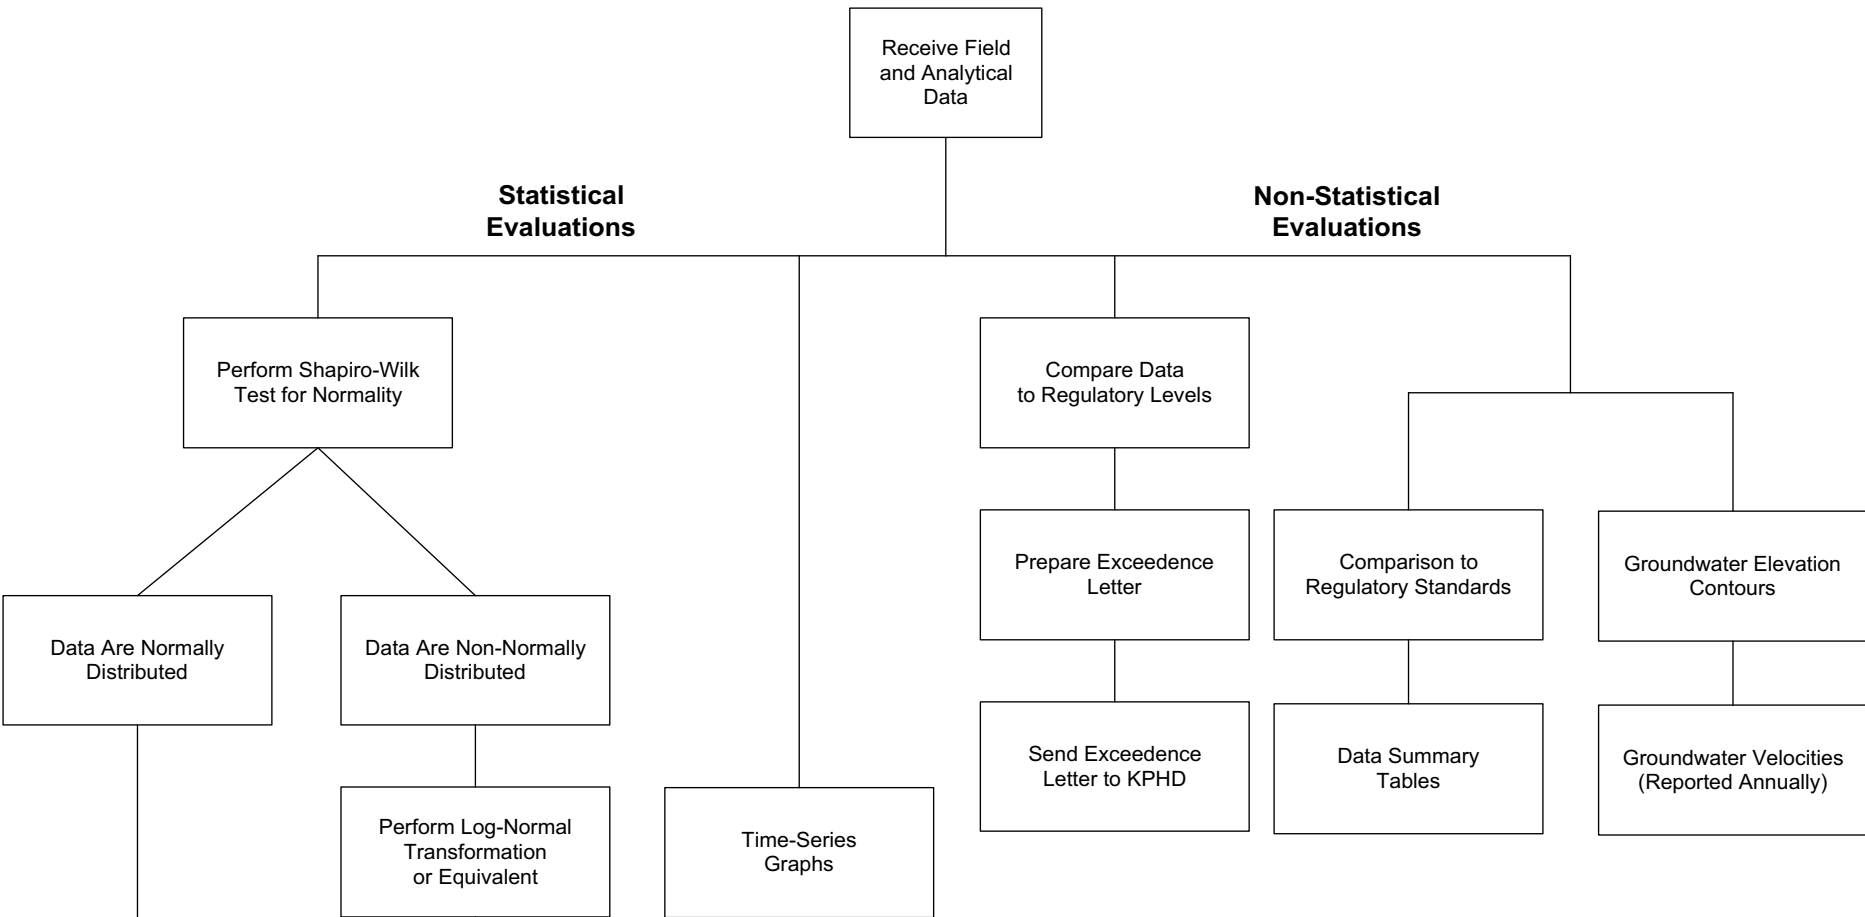 Receive Field
and Analytical
Data
Statistical
Evaluations
Non-Statistical
Evaluations
Perform Shapiro-Wilk
Test for Normality
Compare Data
to Regulatory Levels
Prepare Exceedence
Letter
Comparison to
Regulatory Standards
Groundwater Elevation
Contours
Data Are Normally
Distributed
Data Are Non-Normally
Distributed
Send Exceedence
Letter to KPHD
Data Summary
Tables
Groundwater Velocities
(Reported Annually)
Perform Log-Normal
Transformation
or Equivalent
Time-Series
Graphs